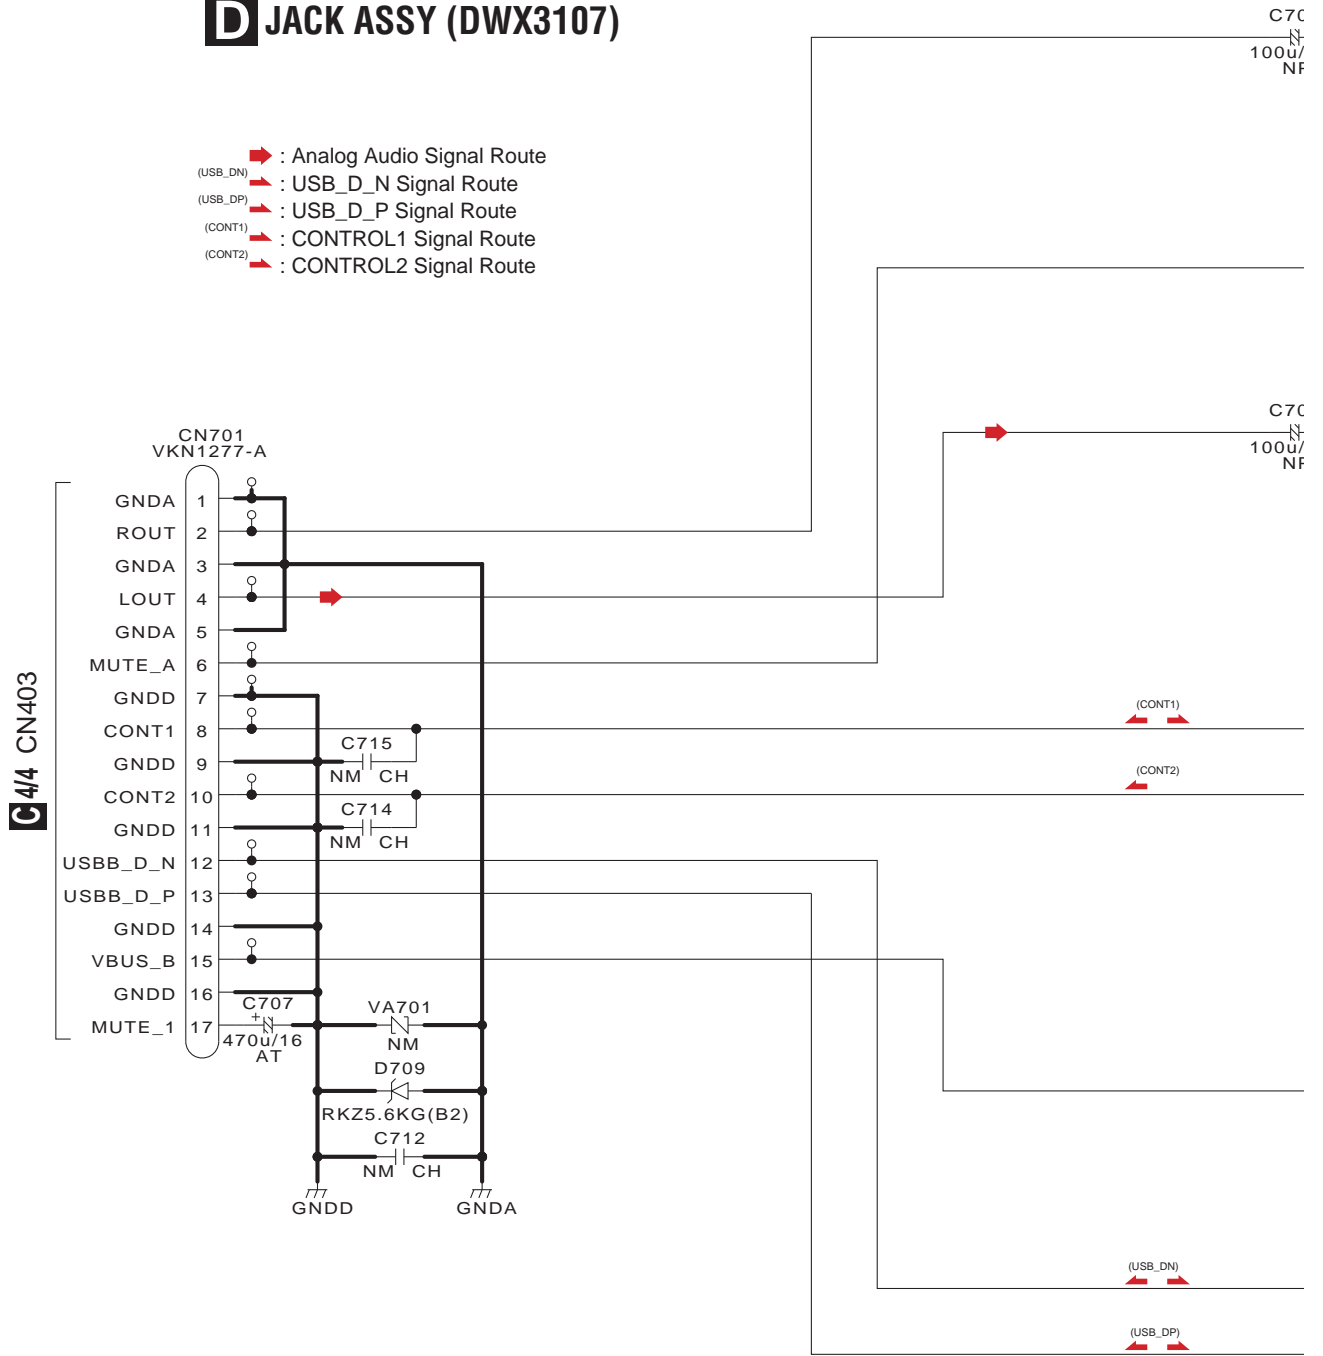 D JACK ASSY (DWX3107)
: Analog Audio Signal Route
(USB_DN) : USB_D_N Signal Route
(USB_DP) : USB_D_P Signal Route
(CONT1) : CONTROL1 Signal Route
(CONT2) : CONTROL2 Signal Route
C70
100u/
C70
100u/
CN701
VKN1277-A
C 4/4 CN403
GNDA 1
ROUT 2
GNDA 3
LOUT 4
GNDA 5
MUTE_A 6
GNDD 7
CONT1 8
GNDD 9
CONT2 10
GNDD 11
USBB_D_N 12
USBB_D_P 13
GNDD 14
VBUS_B 15
GNDD 16
MUTE_1 17
(CONT1)
C715
NM CH
(CONT2)
C714
NM CH
C707
+
470u/16
AT
VA701
NM
D709
RKZ5.6KG(B2)
C712
NM CH
GNDD
GNDA
(USB_DN)
(USB_DP)